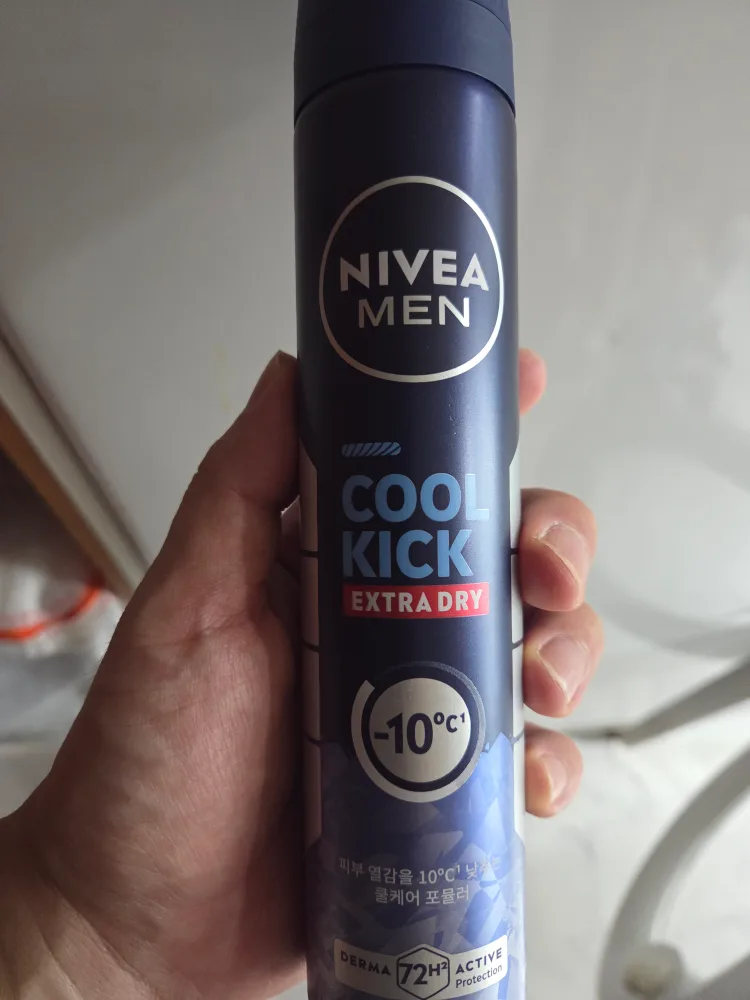 NIVEA
MEN
COOL
KICK
EXTRA DRY
-10°C¹
피부 열감을 10°C¹ 낮추는
쿨케어 포뮬러
DERMA 72H² ACTIVE
Protection